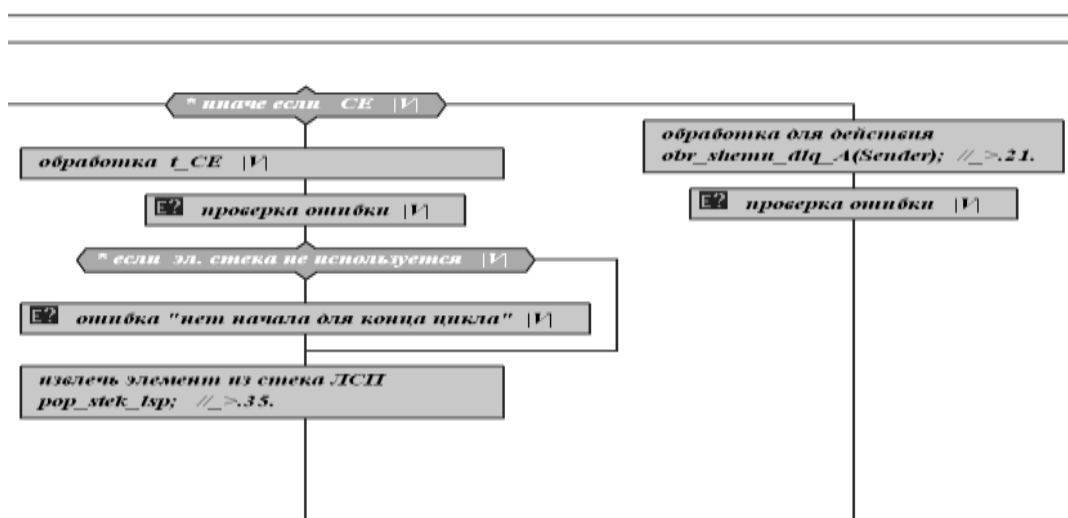 * иначе если CE |V|
обработка для действия
obr_shemu_dlq_A(Sender); //_>.21.
обработка t_CE |V|
E? проверка ошибки |V|
E? проверка ошибки |V|
* если эл. стека не используется |V|
E? ошибка "нет начала для конца цикла" |V|
извлечь элемент из стека ЛСП
pop_stek_lsp; //_>.35.